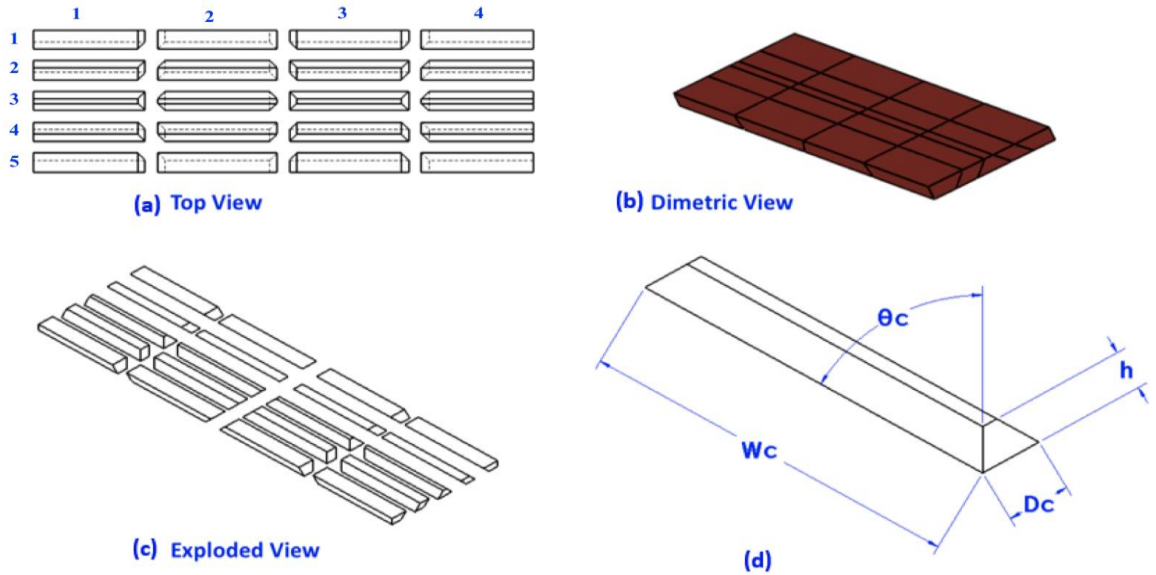 1 2 3 4
1
2
3
4
5
(a) Top View
(b) Dimetric View
(c) Exploded View
θc
h
Wc
Dc
(d)